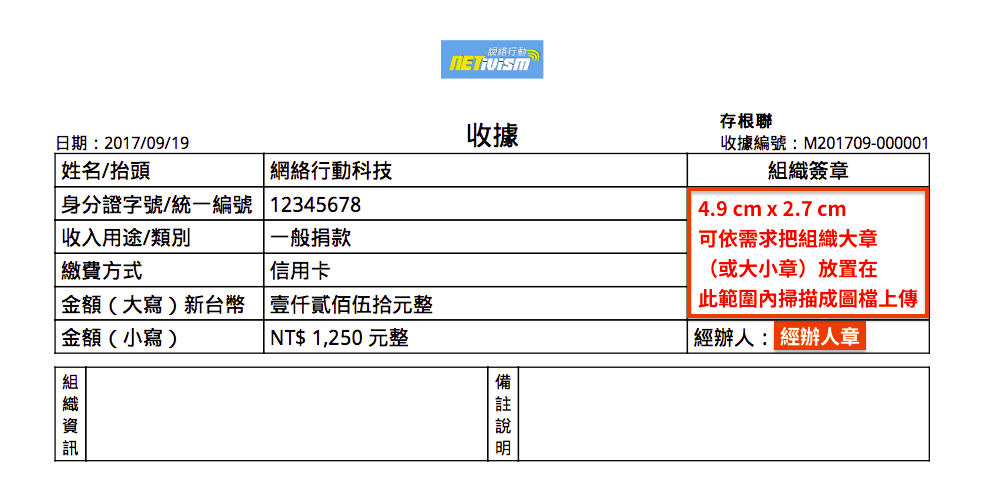 網絡行動
NETivism
存根聯
日期：2017/09/19
收據
收據編號：M201709-000001
姓名/抬頭
網絡行動科技
組織簽章
身分證字號/統一編號
12345678
4.9 cm x 2.7 cm
可依需求把組織大章
（或大小章）放置在
此範圍內掃描成圖檔上傳
收入用途/類別
一般捐款
繳費方式
信用卡
金額（大寫）新台幣
壹仟貳佰伍拾元整
金額（小寫）
NT$ 1,250 元整
經辦人：經辦人章
組織資訊
備註說明